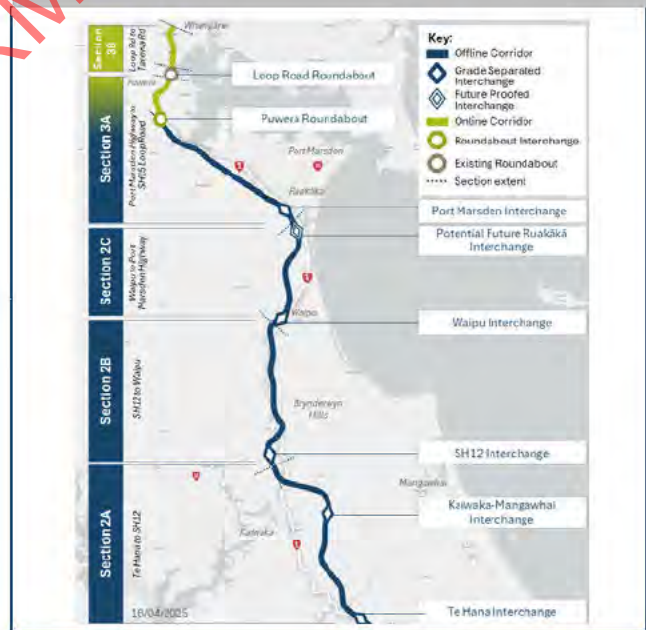 Section 3B
Loop Rd to
Tarewa Rd
Whangārei
Key:
Offline Corridor
Grade Separated
Interchange
Future Proofed
Interchange
Online Corridor
Roundabout Interchange
Existing Roundabout
Section extent
Loop Road Roundabout
Puwera
Puwera Roundabout
Section 3A
Port Marsden Highway to
SH15 Loop Road
Port Marsden
1
Ruakākā
Port Marsden Interchange
Potential Future Ruakākā
Interchange
Section 2C
Waipu to Port
Marsden Highway
1
Waipu
Waipu Interchange
Section 2B
SH12 to Waipu
Brynderwyn
Hills
SH12 Interchange
Mangawhai
Kaiwaka-Mangawhai
Interchange
Section 2A
Te Hana to SH12
Kaiwaka
1
16/04/2025
Te Hana Interchange